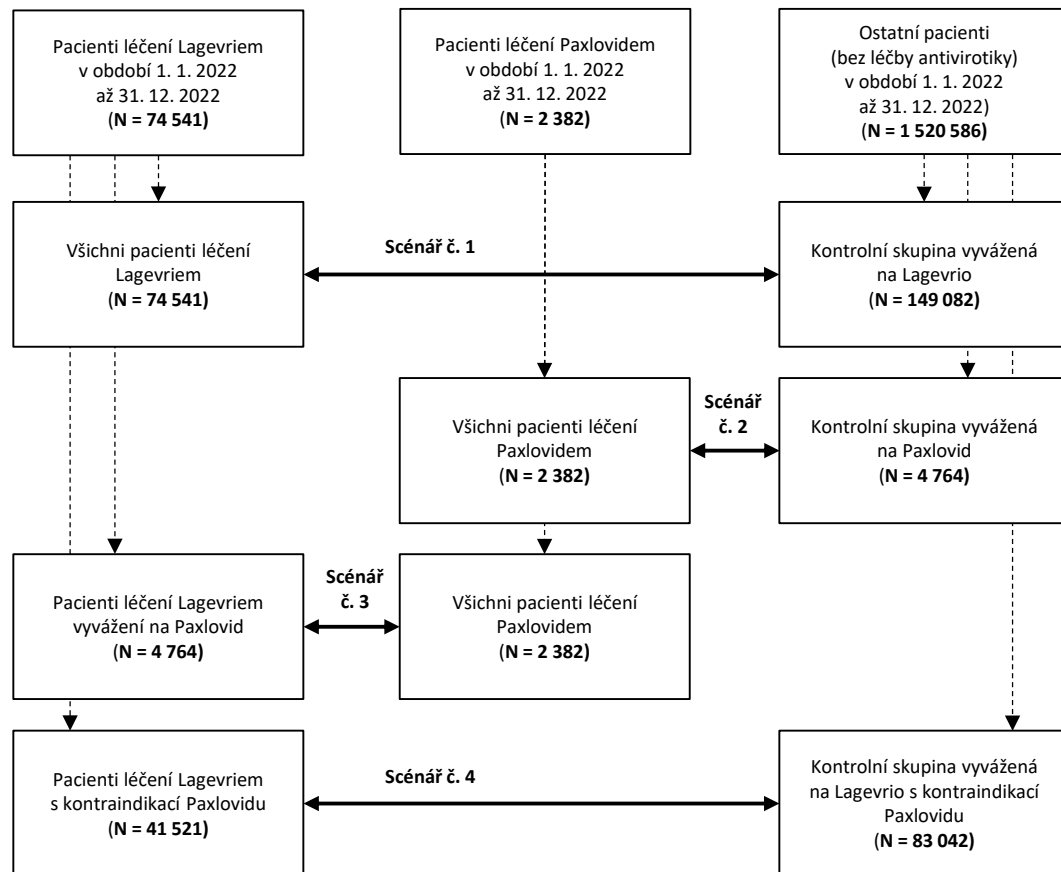 Pacienti léčení Lagevriem
v období 1. 1. 2022
až 31. 12. 2022
(N = 74 541)
Pacienti léčení Paxlovidem
v období 1. 1. 2022
až 31. 12. 2022
(N = 2 382)
Ostatní pacienti
(bez léčby antivirotiky)
v období 1. 1. 2022
až 31. 12. 2022)
(N = 1 520 586)
Všichni pacienti léčení
Lagevriem
(N = 74 541)
Scénář č. 1
Kontrolní skupina vyvážená
na Lagevrio
(N = 149 082)
Všichni pacienti léčení
Paxlovidem
(N = 2 382)
Scénář
č. 2
Kontrolní skupina vyvážená
na Paxlovid
(N = 4 764)
Pacienti léčení Lagevriem
vyvážení na Paxlovid
(N = 4 764)
Scénář
č. 3
Všichni pacienti léčení
Paxlovidem
(N = 2 382)
Pacienti léčení Lagevriem
s kontraindikací Paxlovidu
(N = 41 521)
Scénář č. 4
Kontrolní skupina vyvážená
na Lagevrio s kontraindikací
Paxlovidu
(N = 83 042)